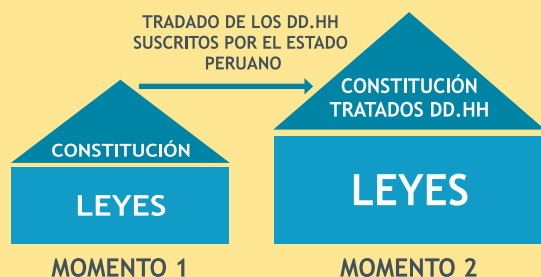 TRADADO DE LOS DD.HH
SUSCRITOS POR EL ESTADO
PERUANO
CONSTITUCIÓN
LEYES
MOMENTO 1
CONSTITUCIÓN
TRATADOS DD.HH
LEYES
MOMENTO 2